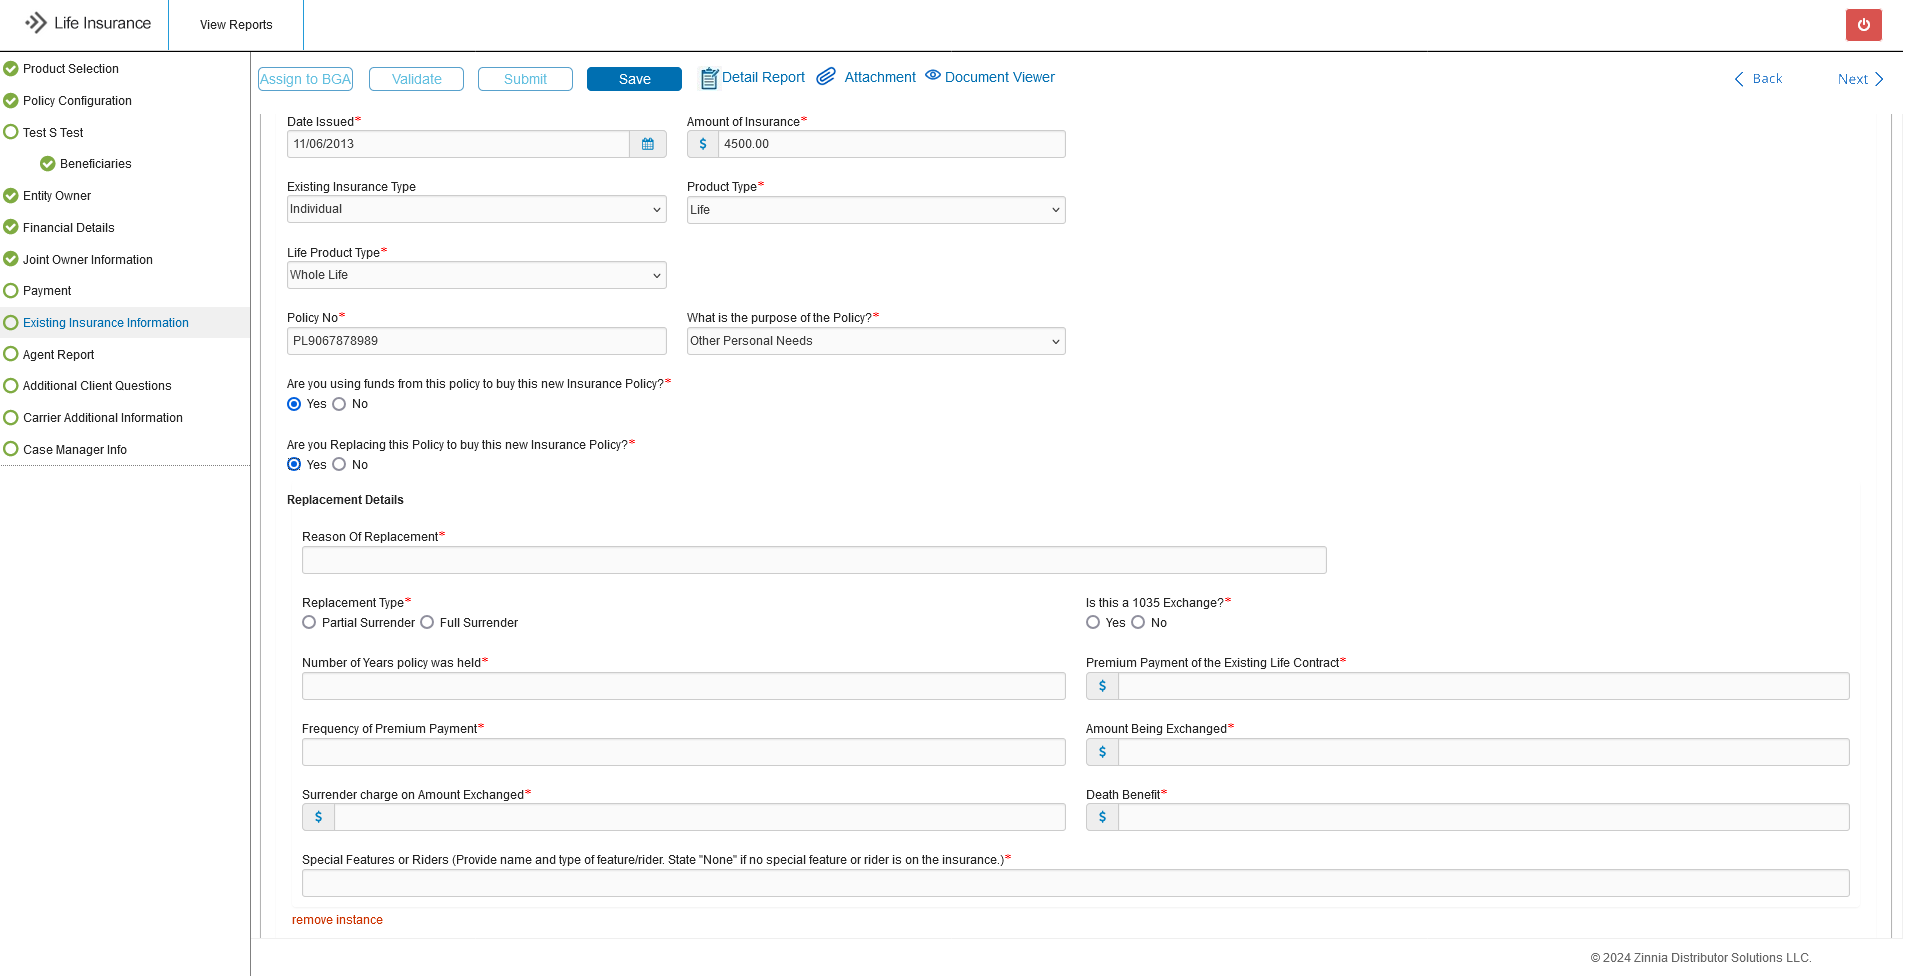 Life Insurance
View Reports
Product Selection
Policy Configuration
Test S Test
Beneficiaries
Entity Owner
Financial Details
Joint Owner Information
Payment
Existing Insurance Information
Agent Report
Additional Client Questions
Carrier Additional Information
Case Manager Info
Assign to BGA Validate Submit Save Detail Report Attachment Document Viewer Back Next
Date Issued* Amount of Insurance*
11/06/2013 $ 4500.00
Existing Insurance Type Product Type*
Individual Life
Life Product Type*
Whole Life
Policy No* What is the purpose of the Policy?*
PL9067878989 Other Personal Needs
Are you using funds from this policy to buy this new Insurance Policy?*
Yes No
Are you Replacing this Policy to buy this new Insurance Policy?*
Yes No
Replacement Details
Reason Of Replacement*
Replacement Type* Is this a 1035 Exchange?*
Partial Surrender Full Surrender Yes No
Number of Years policy was held* Premium Payment of the Existing Life Contract*
$
Frequency of Premium Payment* Amount Being Exchanged*
$
Surrender charge on Amount Exchanged* Death Benefit*
$ $
Special Features or Riders (Provide name and type of feature/rider. State "None" if no special feature or rider is on the insurance.)*
remove instance
© 2024 Zinnia Distributor Solutions LLC.